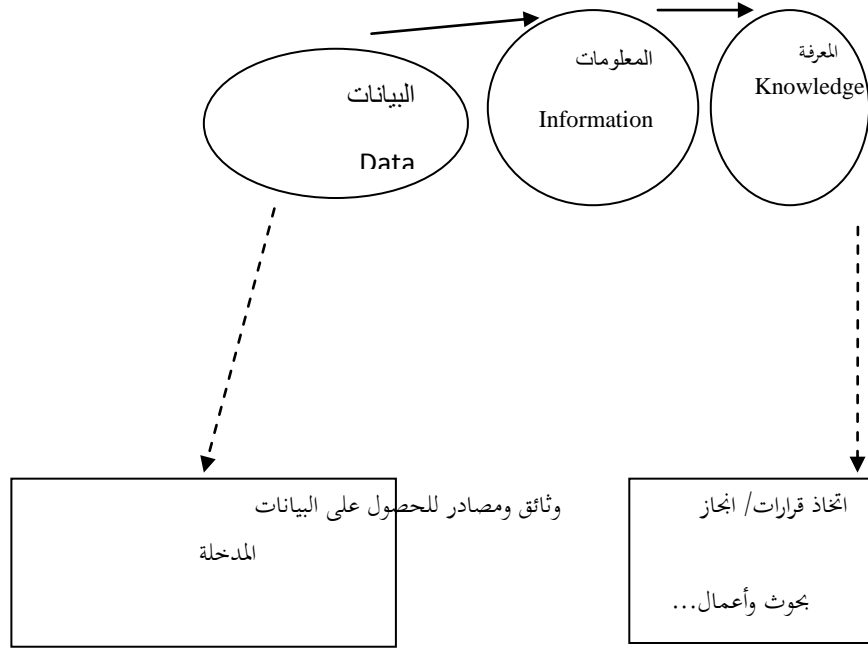 البيانات
Data
المعلومات
Information
المعرفة
Knowledge
وثائق ومصادر للحصول على البيانات
المدخلة
اتخاذ قرارات/ انجاز
بحوث وأعمال...